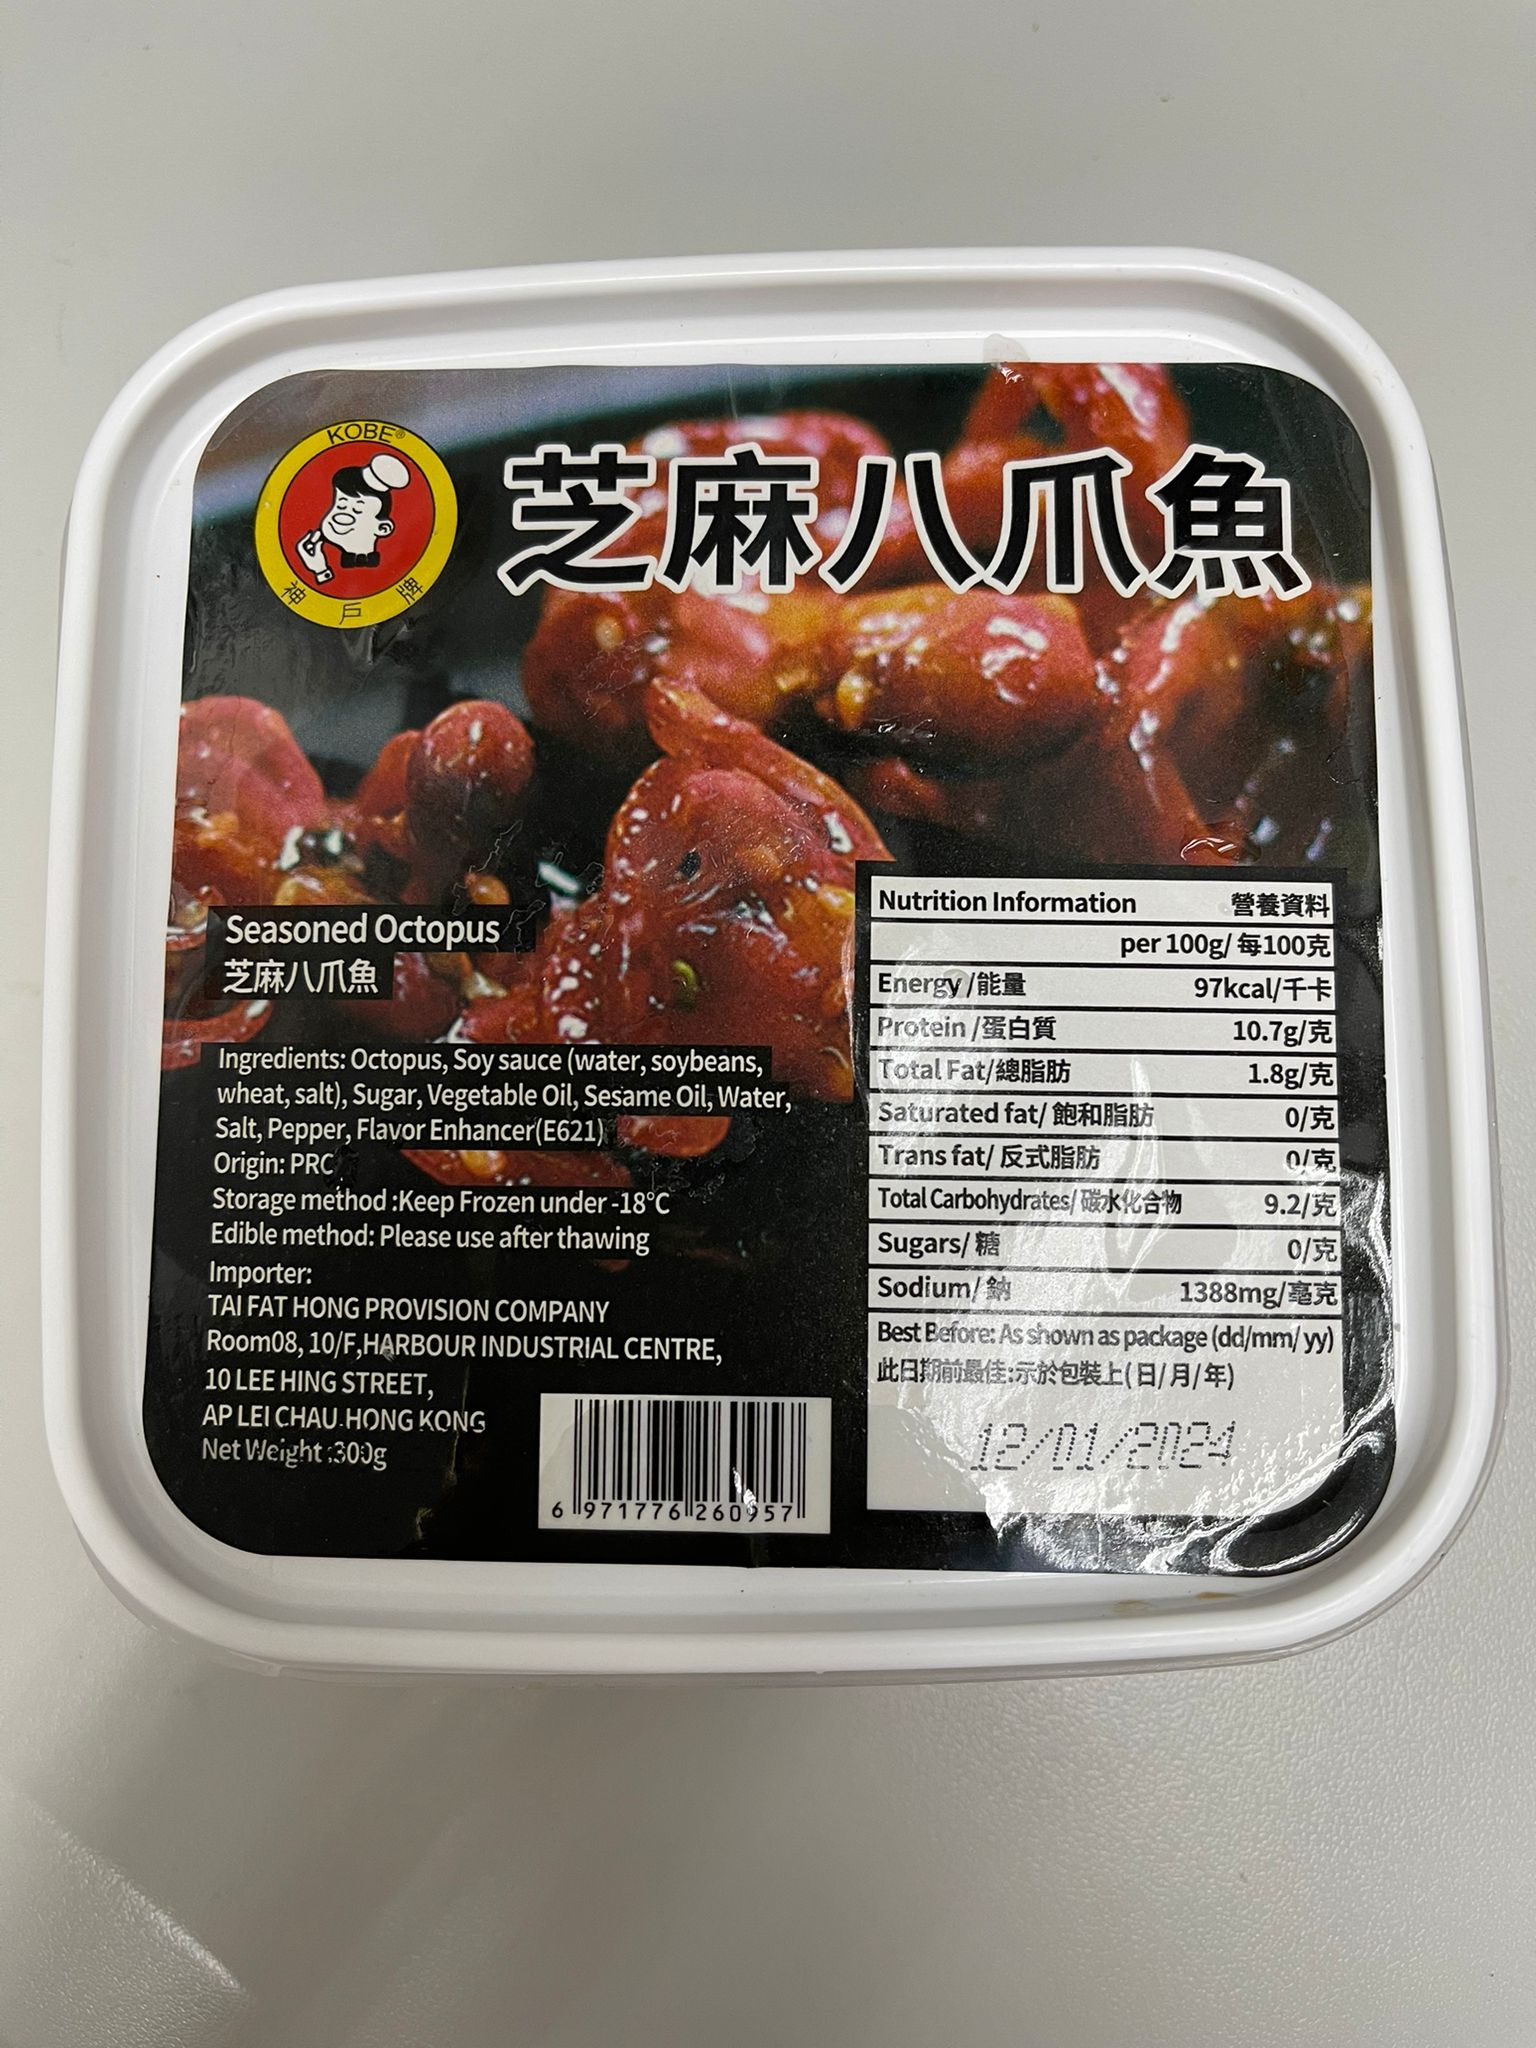 KOBE®
神戶牌
芝麻八爪魚
Seasoned Octopus
芝麻八爪魚
Ingredients: Octopus, Soy sauce (water, soybeans,
wheat, salt), Sugar, Vegetable Oil, Sesame Oil, Water,
Salt, Pepper, Flavor Enhancer(E621)
Origin: PRC
Storage method :Keep Frozen under -18°C
Edible method: Please use after thawing
Importer:
TAI FAT HONG PROVISION COMPANY
Room08, 10/F,HARBOUR INDUSTRIAL CENTRE,
10 LEE HING STREET,
AP LEI CHAU.HONG KONG
Net Weight :300g
6 971776 260957
Nutrition Information 營養資料
per 100g/ 每100克
Energy /能量 97kcal/千卡
Protein /蛋白質 10.7g/克
Total Fat/總脂肪 1.8g/克
Saturated fat/ 飽和脂肪 0/克
Trans fat/ 反式脂肪 0/克
Total Carbohydrates/ 碳水化合物 9.2/克
Sugars/ 糖 0/克
Sodium/ 鈉 1388mg/毫克
Best Before: As shown as package (dd/mm/ yy)
此日期前最佳:示於包裝上(日/月/年)
12/01/2024